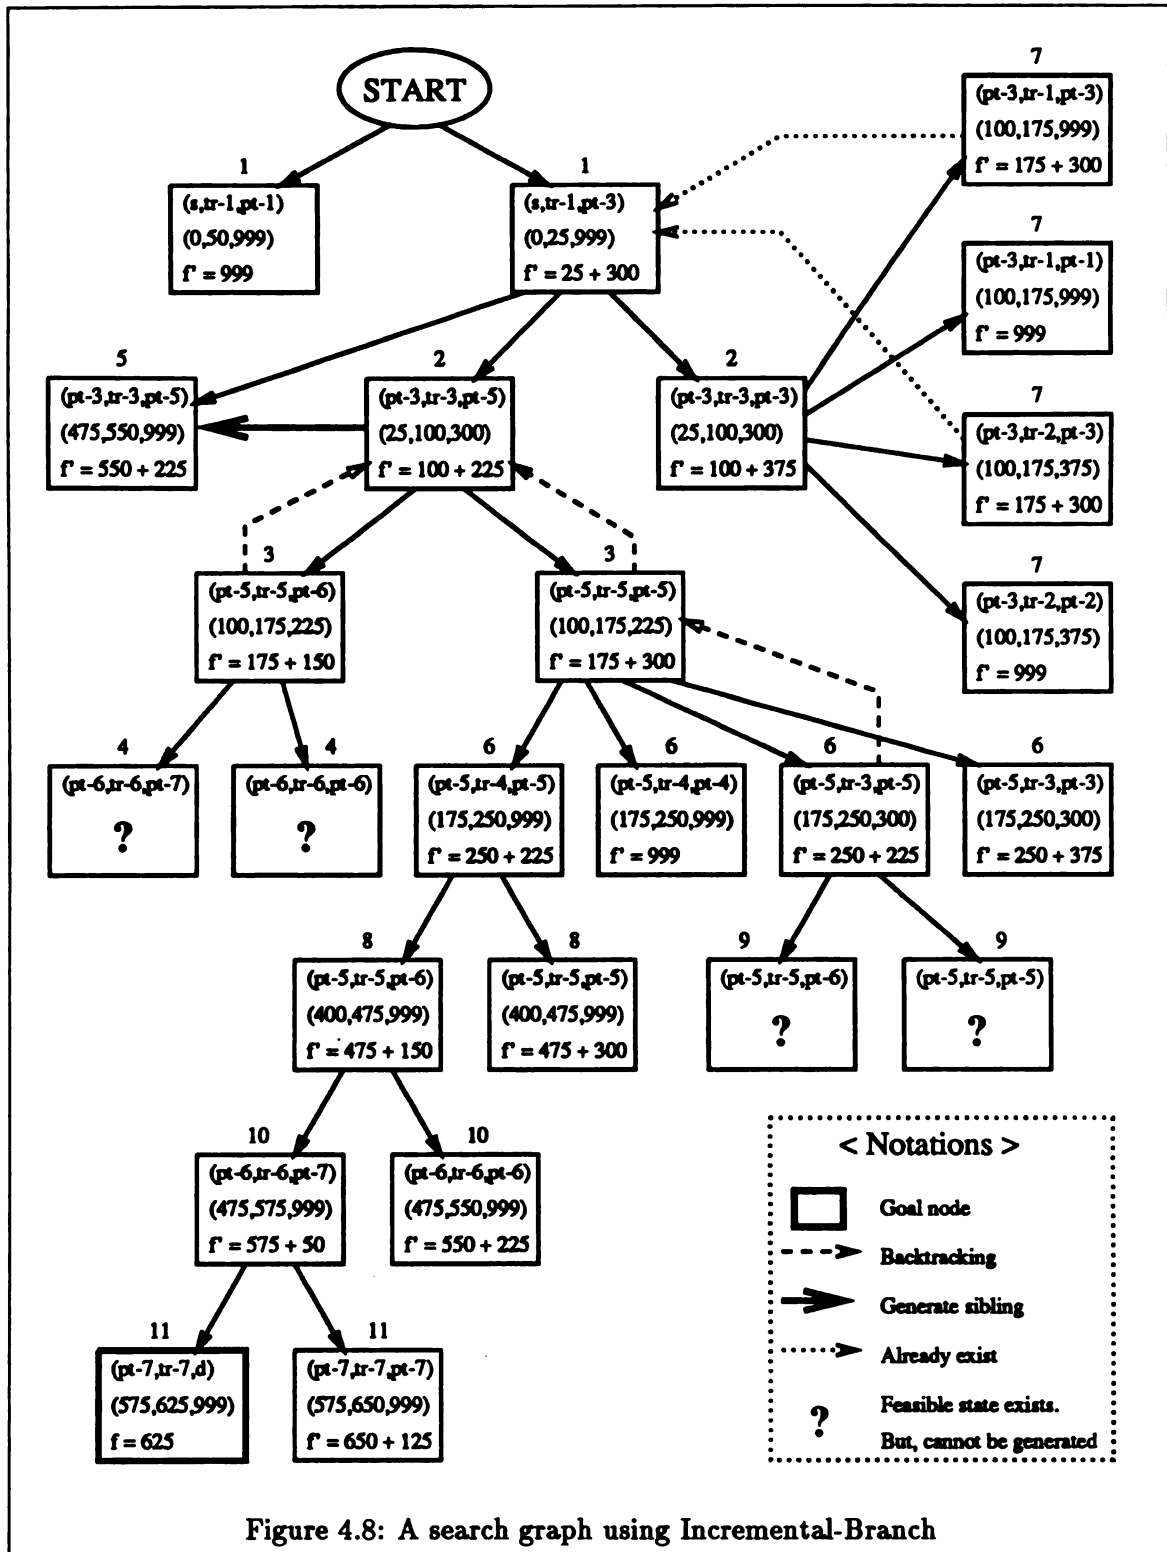 START
1
(s,tr-1,pt-1)
(0,50,999)
f' = 999
1
(s,tr-1,pt-3)
(0,25,999)
f' = 25 + 300
7
(pt-3,tr-1,pt-3)
(100,175,999)
f' = 175 + 300
7
(pt-3,tr-1,pt-1)
(100,175,999)
f' = 999
7
(pt-3,tr-2,pt-3)
(100,175,375)
f' = 175 + 300
7
(pt-3,tr-2,pt-2)
(100,175,375)
f' = 999
5
(pt-3,tr-3,pt-5)
(475,550,999)
f' = 550 + 225
2
(pt-3,tr-3,pt-5)
(25,100,300)
f' = 100 + 225
2
(pt-3,tr-3,pt-3)
(25,100,300)
f' = 100 + 375
3
(pt-5,tr-5,pt-6)
(100,175,225)
f' = 175 + 150
3
(pt-5,tr-5,pt-5)
(100,175,225)
f' = 175 + 300
4
(pt-6,tr-6,pt-7)
?
4
(pt-6,tr-6,pt-6)
?
6
(pt-5,tr-4,pt-5)
(175,250,999)
f' = 250 + 225
6
(pt-5,tr-4,pt-4)
(175,250,999)
f' = 999
6
(pt-5,tr-3,pt-5)
(175,250,300)
f' = 250 + 225
6
(pt-5,tr-3,pt-3)
(175,250,300)
f' = 250 + 375
8
(pt-5,tr-5,pt-6)
(400,475,999)
f' = 475 + 150
8
(pt-5,tr-5,pt-5)
(400,475,999)
f' = 475 + 300
9
(pt-5,tr-5,pt-6)
?
9
(pt-5,tr-5,pt-5)
?
10
(pt-6,tr-6,pt-7)
(475,575,999)
f' = 575 + 50
10
(pt-6,tr-6,pt-6)
(475,550,999)
f' = 550 + 225
11
(pt-7,tr-7,d)
(575,625,999)
f = 625
11
(pt-7,tr-7,pt-7)
(575,650,999)
f' = 650 + 125
< Notations >
Goal node
Backtracking
Generate sibling
Already exist
?
Feasible state exists.
But, cannot be generated
Figure 4.8: A search graph using Incremental-Branch